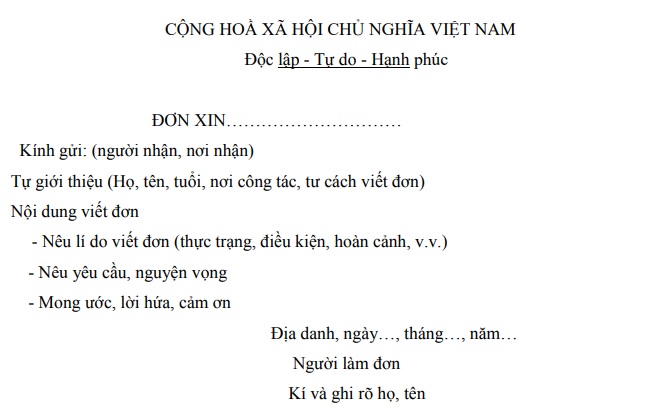 CỘNG HOÀ XÃ HỘI CHỦ NGHĨA VIỆT NAM
Độc lập - Tự do - Hạnh phúc
ĐƠN XIN…………………………
Kính gửi: (người nhận, nơi nhận)
Tự giới thiệu (Họ, tên, tuổi, nơi công tác, tư cách viết đơn)
Nội dung viết đơn
- Nêu lí do viết đơn (thực trạng, điều kiện, hoàn cảnh, v.v.)
- Nêu yêu cầu, nguyện vọng
- Mong ước, lời hứa, cảm ơn
Địa danh, ngày…, tháng…, năm…
Người làm đơn
Kí và ghi rõ họ, tên